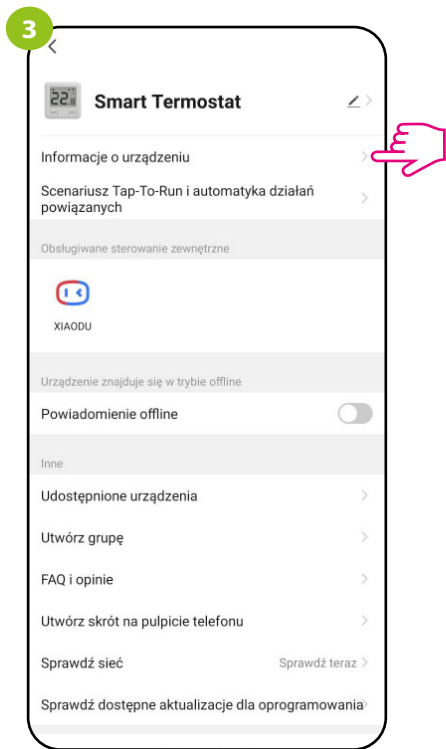 3
22
Smart Termostat
Informacje o urządzeniu
Scenariusz Tap-To-Run i automatyka działań
powiązanych
Obsługiwane sterowanie zewnętrzne
XIAODU
Urządzenie znajduje się w trybie offline
Powiadomienie offline
Inne
Udostępnione urządzenia
Utwórz grupę
FAQ i opinie
Utwórz skrót na pulpicie telefonu
Sprawdź sieć Sprawdź teraz
Sprawdź dostępne aktualizacje dla oprogramowania